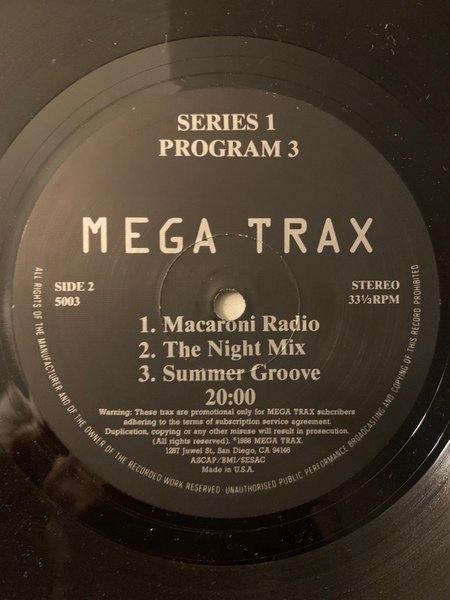 SERIES 1
PROGRAM 3
MEGA TRAX
SIDE 2
5003
STEREO
33⅓RPM
1. Macaroni Radio
2. The Night Mix
3. Summer Groove
20:00
Warning: These trax are promotional only for MEGA TRAX subcribers
adhering to the terms of subscription service agreement.
Duplication, copying or any other misuse will result in prosecution.
(All rights reserved). ©1988 MEGA TRAX.
1287 Juwel St., San Diego, CA 94146
ASCAP/BMI/SESAC
Made in U.S.A.
ALL RIGHTS OF THE MANUFACTURER AND OF THE OWNER OF THE RECORDED WORK RESERVED · UNAUTHORISED PUBLIC PERFORMANCE BROADCASTING AND COPYING OF THIS RECORD PROHIBITED